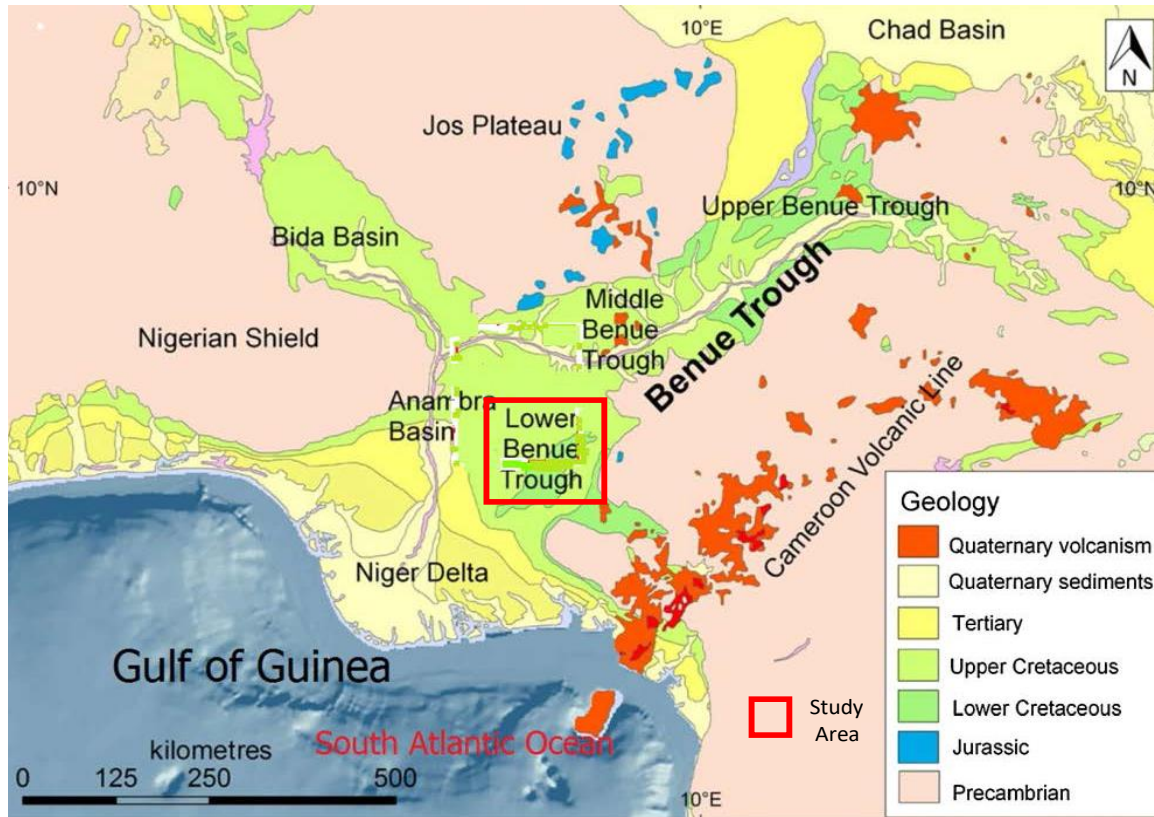 10°E
Chad Basin
N
Jos Plateau
10°N
10°N
Upper Benue Trough
Bida Basin
Benue Trough
Middle
Benue
Trough
Nigerian Shield
Anambra
Basin
Lower
Benue
Trough
Cameroon Volcanic Line
Niger Delta
Gulf of Guinea
South Atlantic Ocean
kilometres
0 125 250 500
10°E
Study
Area
Geology
Quaternary volcanism
Quaternary sediments
Tertiary
Upper Cretaceous
Lower Cretaceous
Jurassic
Precambrian